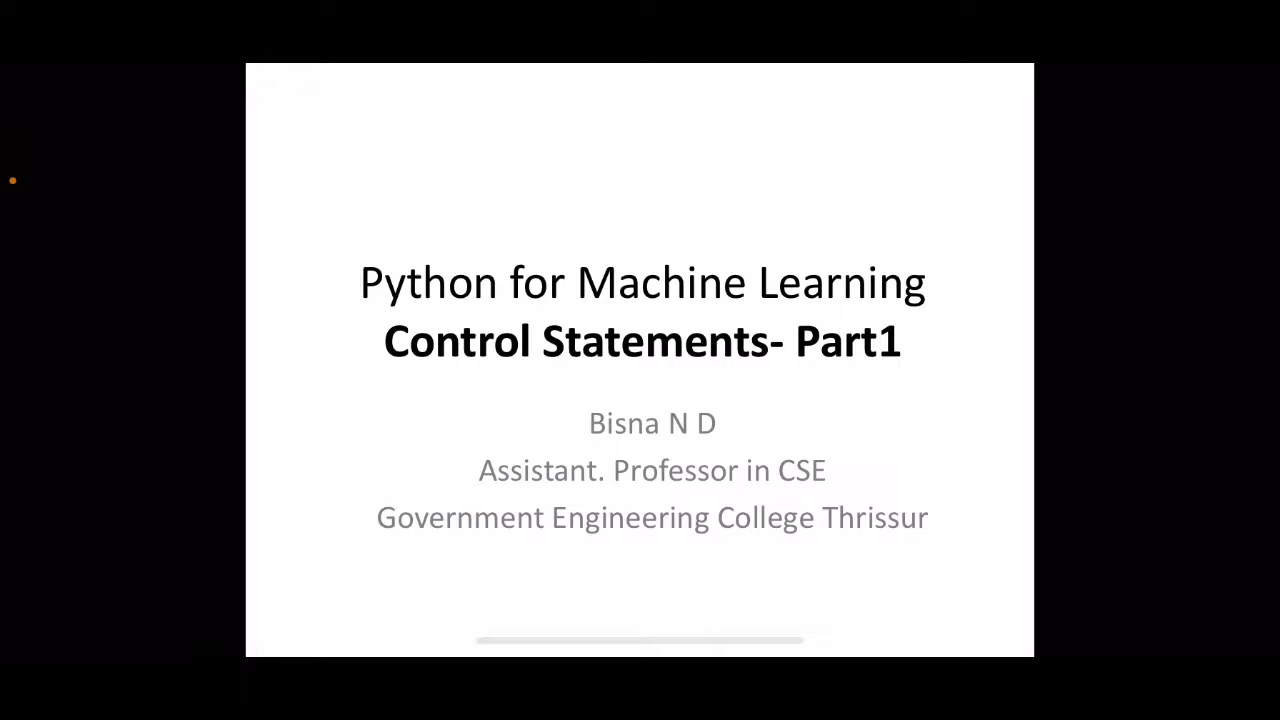 Python for Machine Learning
Control Statements- Part1
Bisna N D
Assistant. Professor in CSE
Government Engineering College Thrissur